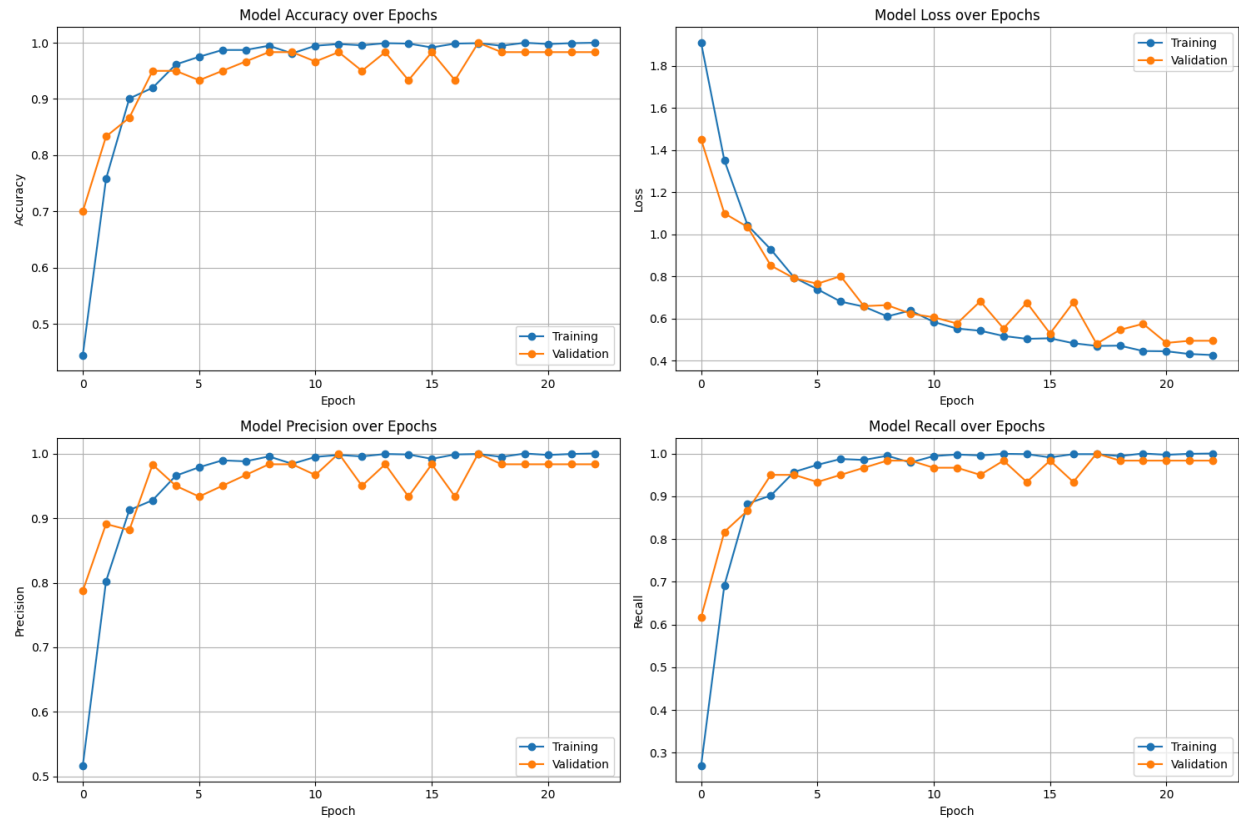 Model Accuracy over Epochs
1.0
0.9
0.8
0.7
0.6
0.5
Accuracy
Training
Validation
0
5
10
15
20
Epoch
Model Loss over Epochs
1.8
1.6
1.4
1.2
1.0
0.8
0.6
0.4
Loss
Training
Validation
0
5
10
15
20
Epoch
Model Precision over Epochs
1.0
0.9
0.8
0.7
0.6
0.5
Precision
Training
Validation
0
5
10
15
20
Epoch
Model Recall over Epochs
1.0
0.9
0.8
0.7
0.6
0.5
0.4
0.3
Recall
Training
Validation
0
5
10
15
20
Epoch